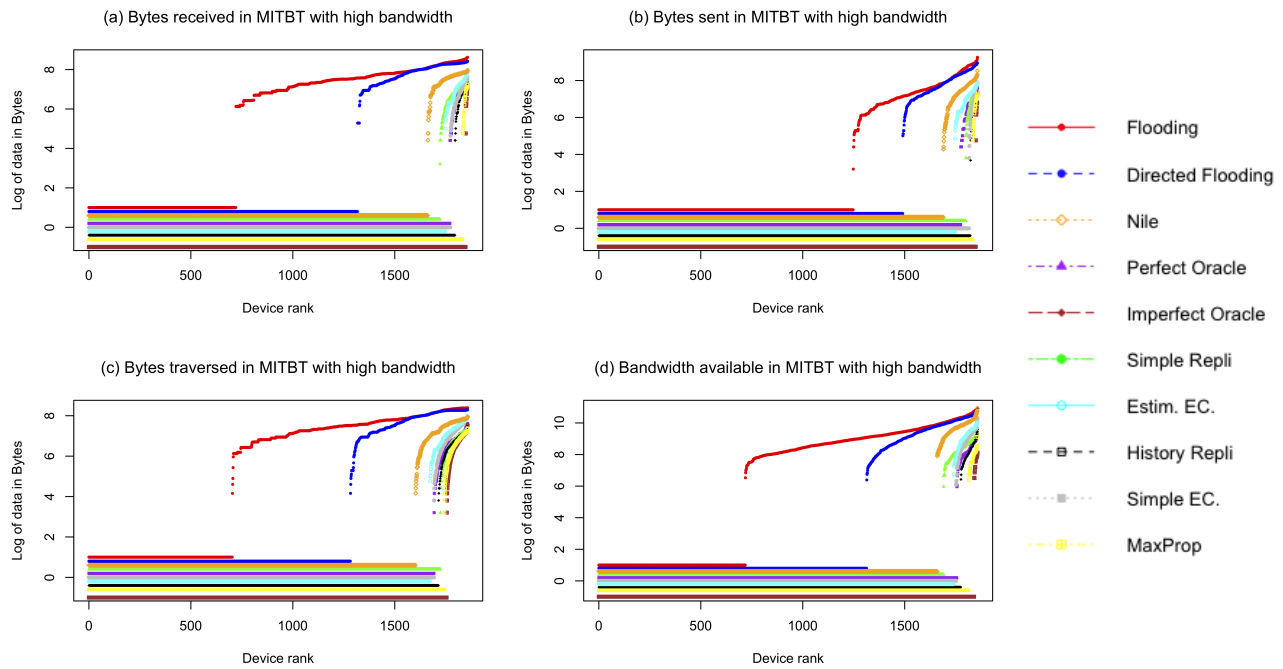 (a) Bytes received in MITBT with high bandwidth
Log of data in Bytes
8
6
4
2
0
0 500 1000 1500
Device rank
(b) Bytes sent in MITBT with high bandwidth
Log of data in Bytes
8
6
4
2
0
0 500 1000 1500
Device rank
(c) Bytes traversed in MITBT with high bandwidth
Log of data in Bytes
8
6
4
2
0
0 500 1000 1500
Device rank
(d) Bandwidth available in MITBT with high bandwidth
Log of data in Bytes
10
8
6
4
2
0
0 500 1000 1500
Device rank
Flooding
Directed Flooding
Nile
Perfect Oracle
Imperfect Oracle
Simple Repli
Estim. EC.
History Repli
Simple EC.
MaxProp